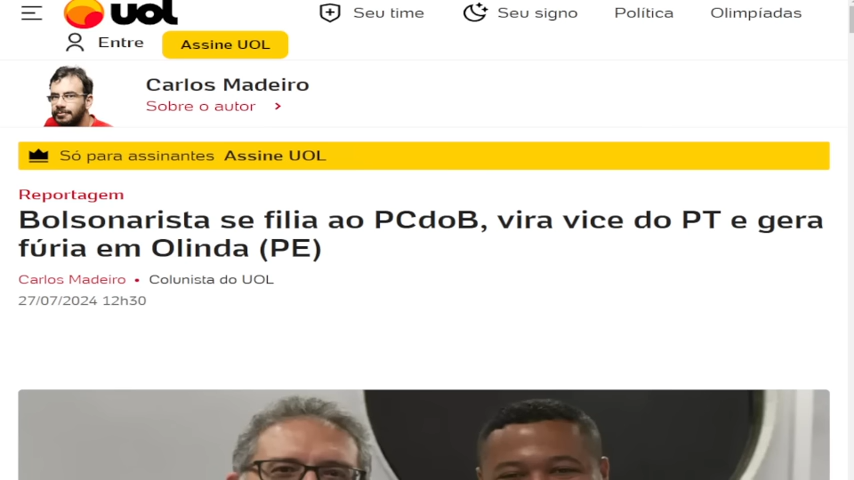 uol
Seu time
Seu signo
Política
Olimpíadas
Entre
Assine UOL
Carlos Madeiro
Sobre o autor >
Só para assinantes Assine UOL
Reportagem
Bolsonarista se filia ao PCdoB, vira vice do PT e gera
fúria em Olinda (PE)
Carlos Madeiro • Colunista do UOL
27/07/2024 12h30